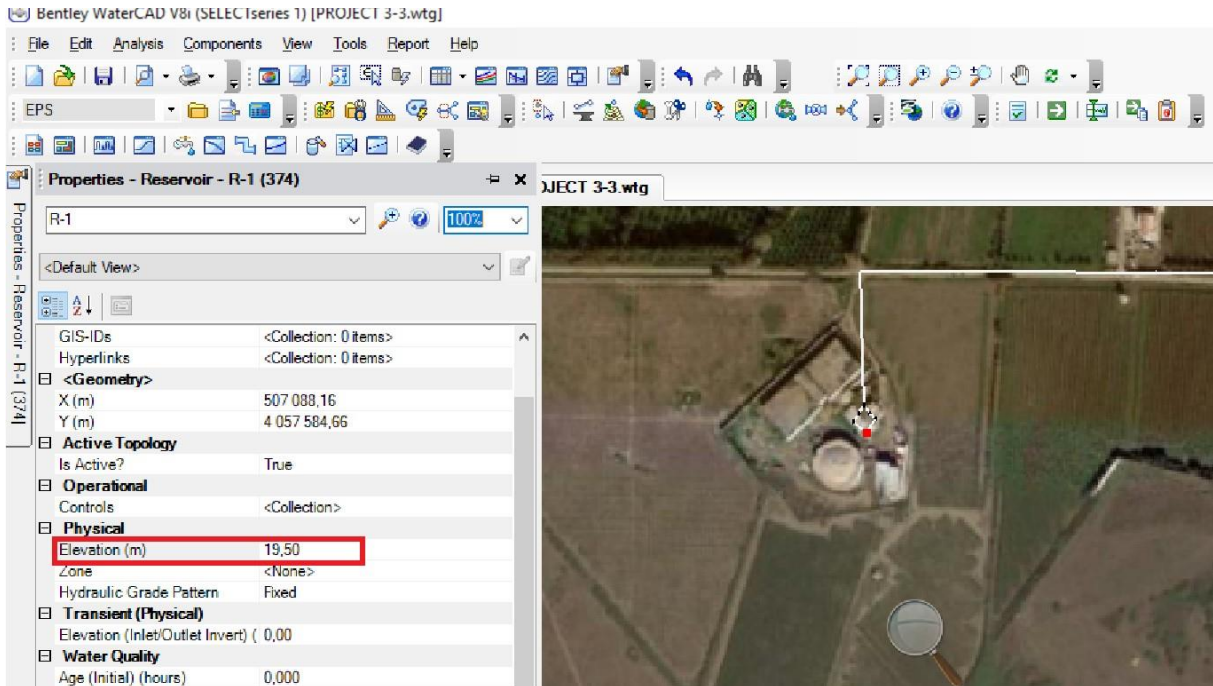 Bentley WaterCAD V8i (SELECTseries 1) [PROJECT 3-3.wtg]
File Edit Analysis Components View Tools Report Help
EPS
Properties - Reservoir - R-1 (374)
OJECT 3-3.wtg
Properties - Reservoir - R-1 (374)
R-1 100%
<Default View>
GIS-IDs <Collection: 0 items>
Hyperlinks <Collection: 0 items>
<Geometry>
X (m) 507 088,16
Y (m) 4 057 584,66
Active Topology
Is Active? True
Operational
Controls <Collection>
Physical
Elevation (m) 19,50
Zone <None>
Hydraulic Grade Pattern Fixed
Transient (Physical)
Elevation (Inlet/Outlet Invert) ( 0,00
Water Quality
Age (Initial) (hours) 0,000